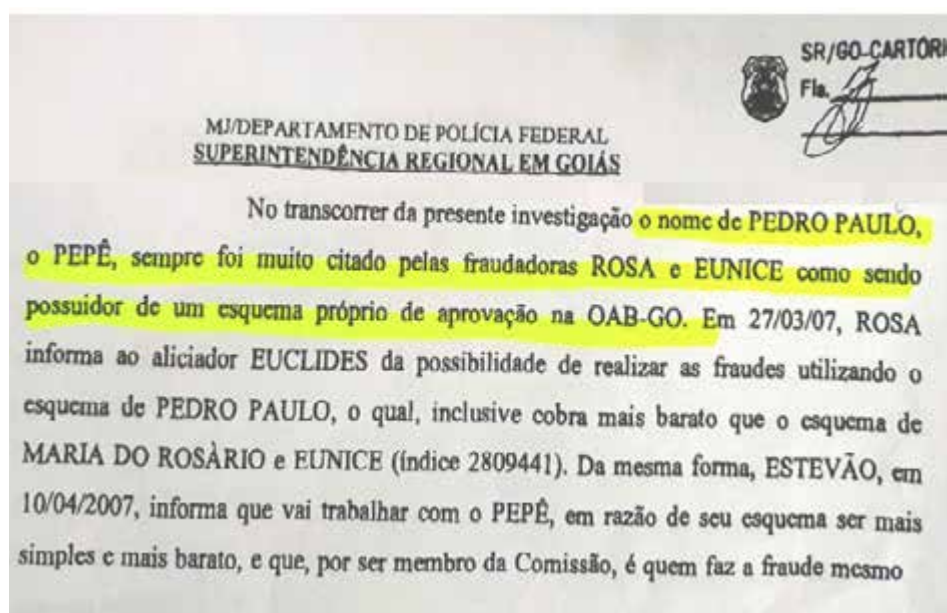 SR/GO-CARTÓRI
Fls.
MJ/DEPARTAMENTO DE POLÍCIA FEDERAL
SUPERINTENDÊNCIA REGIONAL EM GOIÁS
No transcorrer da presente investigação o nome de PEDRO PAULO,
o PEPÊ, sempre foi muito citado pelas fraudadoras ROSA e EUNICE como sendo
possuidor de um esquema próprio de aprovação na OAB-GO. Em 27/03/07, ROSA
informa ao aliciador EUCLIDES da possibilidade de realizar as fraudes utilizando o
esquema de PEDRO PAULO, o qual, inclusive cobra mais barato que o esquema de
MARIA DO ROSÀRIO e EUNICE (índice 2809441). Da mesma forma, ESTEVÃO, em
10/04/2007, informa que vai trabalhar com o PEPÊ, em razão de seu esquema ser mais
simples e mais barato, e que, por ser membro da Comissão, é quem faz a fraude mesmo